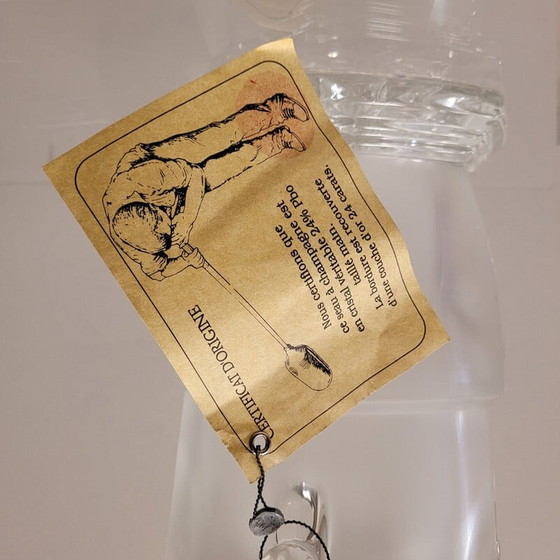 CERTIFICAT D'ORIGINE
Nous certifions que
ce seau à champagne est
en cristal véritable 24% Pbo
taillé main.
La bordure est recouverte
d'une couche d'or 24 carats.